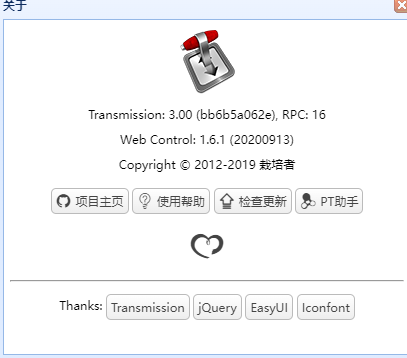 关于
Transmission: 3.00 (bb6b5a062e), RPC: 16
Web Control: 1.6.1 (20200913)
Copyright © 2012-2019 栽培者
项目主页 使用帮助 检查更新 PT助手
Thanks: Transmission jQuery EasyUI Iconfont